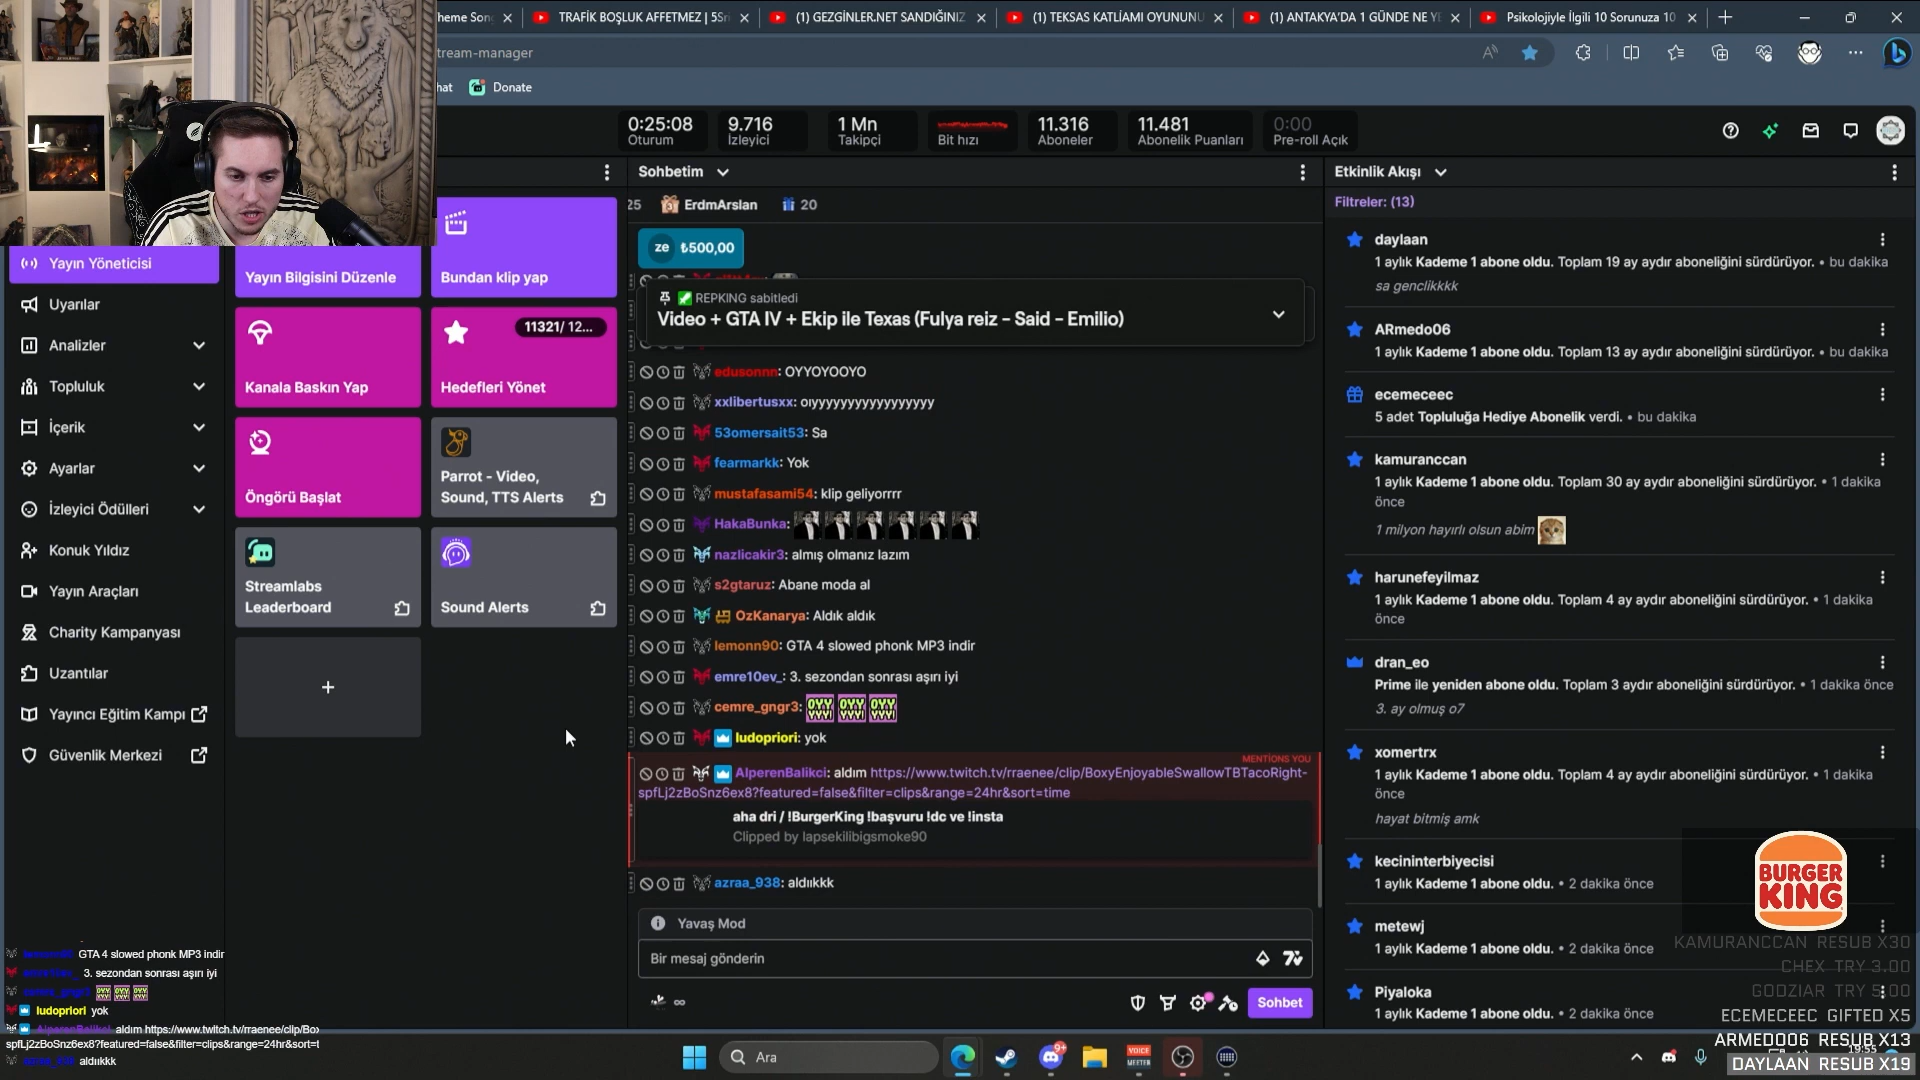 heme Song
TRAFİK BOŞLUK AFFETMEZ | 5Sr
(1) GEZGİNLER.NET SANDIĞINIZ
(1) TEKSAS KATLİAMI OYUNUNU
(1) ANTAKYA'DA 1 GÜNDE NE YE
Psikolojiyle İlgili 10 Sorunuza 10
tream-manager
hat
Donate
0:25:08
Oturum
9.716
İzleyici
1 Mn
Takipçi
Bit hızı
11.316
Aboneler
11.481
Abonelik Puanları
0:00
Pre-roll Açık
Yayın Yöneticisi
Uyarılar
Analizler
Topluluk
İçerik
Ayarlar
İzleyici Ödülleri
Konuk Yıldız
Yayın Araçları
Charity Kampanyası
Uzantılar
Yayıncı Eğitim Kampı
Güvenlik Merkezi
Yayın Bilgisini Düzenle
Bundan klip yap
Kanala Baskın Yap
11321/ 12...
Hedefleri Yönet
Öngörü Başlat
Parrot - Video,
Sound, TTS Alerts
Streamlabs
Leaderboard
Sound Alerts
+
Sohbetim
25 ErdmArslan 20
ze ₺500,00
REPKING sabitledi
Video + GTA IV + Ekip ile Texas (Fulya reiz - Said - Emilio)
edusonnn: OYYOYOOYO
xxlibertusxx: oıyyyyyyyyyyyyyyyyy
53omersait53: Sa
fearmarkk: Yok
mustafasami54: klip geliyorrrr
HakaBunka:
nazlicakir3: almış olmanız lazım
s2gtaruz: Abane moda al
OzKanarya: Aldık aldık
lemonn90: GTA 4 slowed phonk MP3 indir
emre10ev_: 3. sezondan sonrası aşırı iyi
cemre_gngr3:
ludopriori: yok
MENTIONS YOU
AlperenBalikci: aldım https://www.twitch.tv/rraenee/clip/BoxyEnjoyableSwallowTBTacoRight-
spfLj2zBoSnz6ex8?featured=false&filter=clips&range=24hr&sort=time
aha dri / !BurgerKing !başvuru !dc ve !insta
Clipped by lapsekilibigsmoke90
azraa_938: aldıikkk
Yavaş Mod
Bir mesaj gönderin
Sohbet
Etkinlik Akışı
Filtreler: (13)
daylaan
1 aylık Kademe 1 abone oldu. Toplam 19 ay aydır aboneliğini sürdürüyor. • bu dakika
sa genclikkkk
ARmedo06
1 aylık Kademe 1 abone oldu. Toplam 13 ay aydır aboneliğini sürdürüyor. • bu dakika
ecemeceec
5 adet Topluluğa Hediye Abonelik verdi. • bu dakika
kamuranccan
1 aylık Kademe 1 abone oldu. Toplam 30 ay aydır aboneliğini sürdürüyor. • 1 dakika
önce
1 milyon hayırlı olsun abim
harunefeyilmaz
1 aylık Kademe 1 abone oldu. Toplam 4 ay aydır aboneliğini sürdürüyor. • 1 dakika
önce
dran_eo
Prime ile yeniden abone oldu. Toplam 3 aydır aboneliğini sürdürüyor. • 1 dakika önce
3. ay olmuş o7
xomertrx
1 aylık Kademe 1 abone oldu. Toplam 4 ay aydır aboneliğini sürdürüyor. • 1 dakika
önce
hayat bitmiş amk
kecininterbiyecisi
1 aylık Kademe 1 abone oldu. • 2 dakika önce
metewj
1 aylık Kademe 1 abone oldu. • 2 dakika önce
Piyaloka
1 aylık Kademe 1 abone oldu. • 2 dakika önce
BURGER
KING
KAMURANCCAN RESUB X30
CHEX TRY 3.00
GODZIAR TRY 5.00
ECEMECEEC GIFTED X5
ARMEDO06 RESUB X13
DAYLAAN RESUB X19
GTA 4 slowed phonk MP3 indir
3. sezondan sonrası aşırı iyi
ludopriori yok
AlperenBalikci aldım https://www.twitch.tv/rraenee/clip/Box
spfLj2zBoSnz6ex8?featured=false&filter=clips&range=24hr&sort=t
azraa_938 aldıikkk
Ara
9+
VOICE
MEETER
19:55